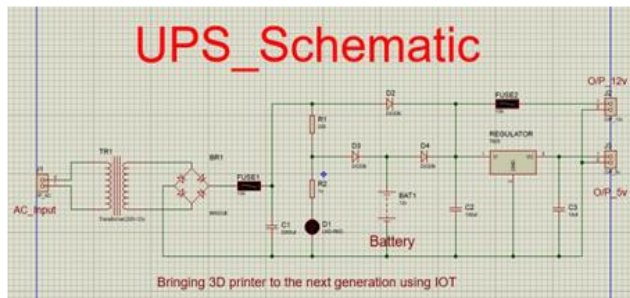 UPS_Schematic
O/P_12v
D2
FUSE2
J2
R1
TR1
BR1
D3
D4
REGULATOR
J3
J1
FUSE1
R2
O/P_5v
AC_Input
C1
D1
BAT1
C2
C3
Battery
Bringing 3D printer to the next generation using IOT